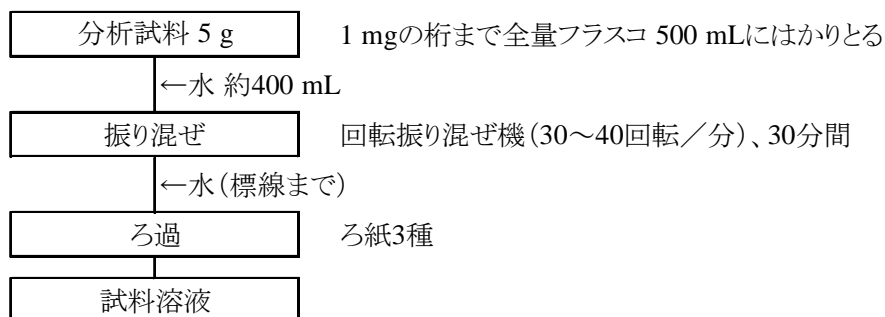 分析試料 5 g 1 mgの桁まで全量フラスコ 500 mLにはかりとる
←水 約400 mL
振り混ぜ 回転振り混ぜ機(30~40回転/分)、30分間
←水(標線まで)
ろ過 ろ紙3種
試料溶液